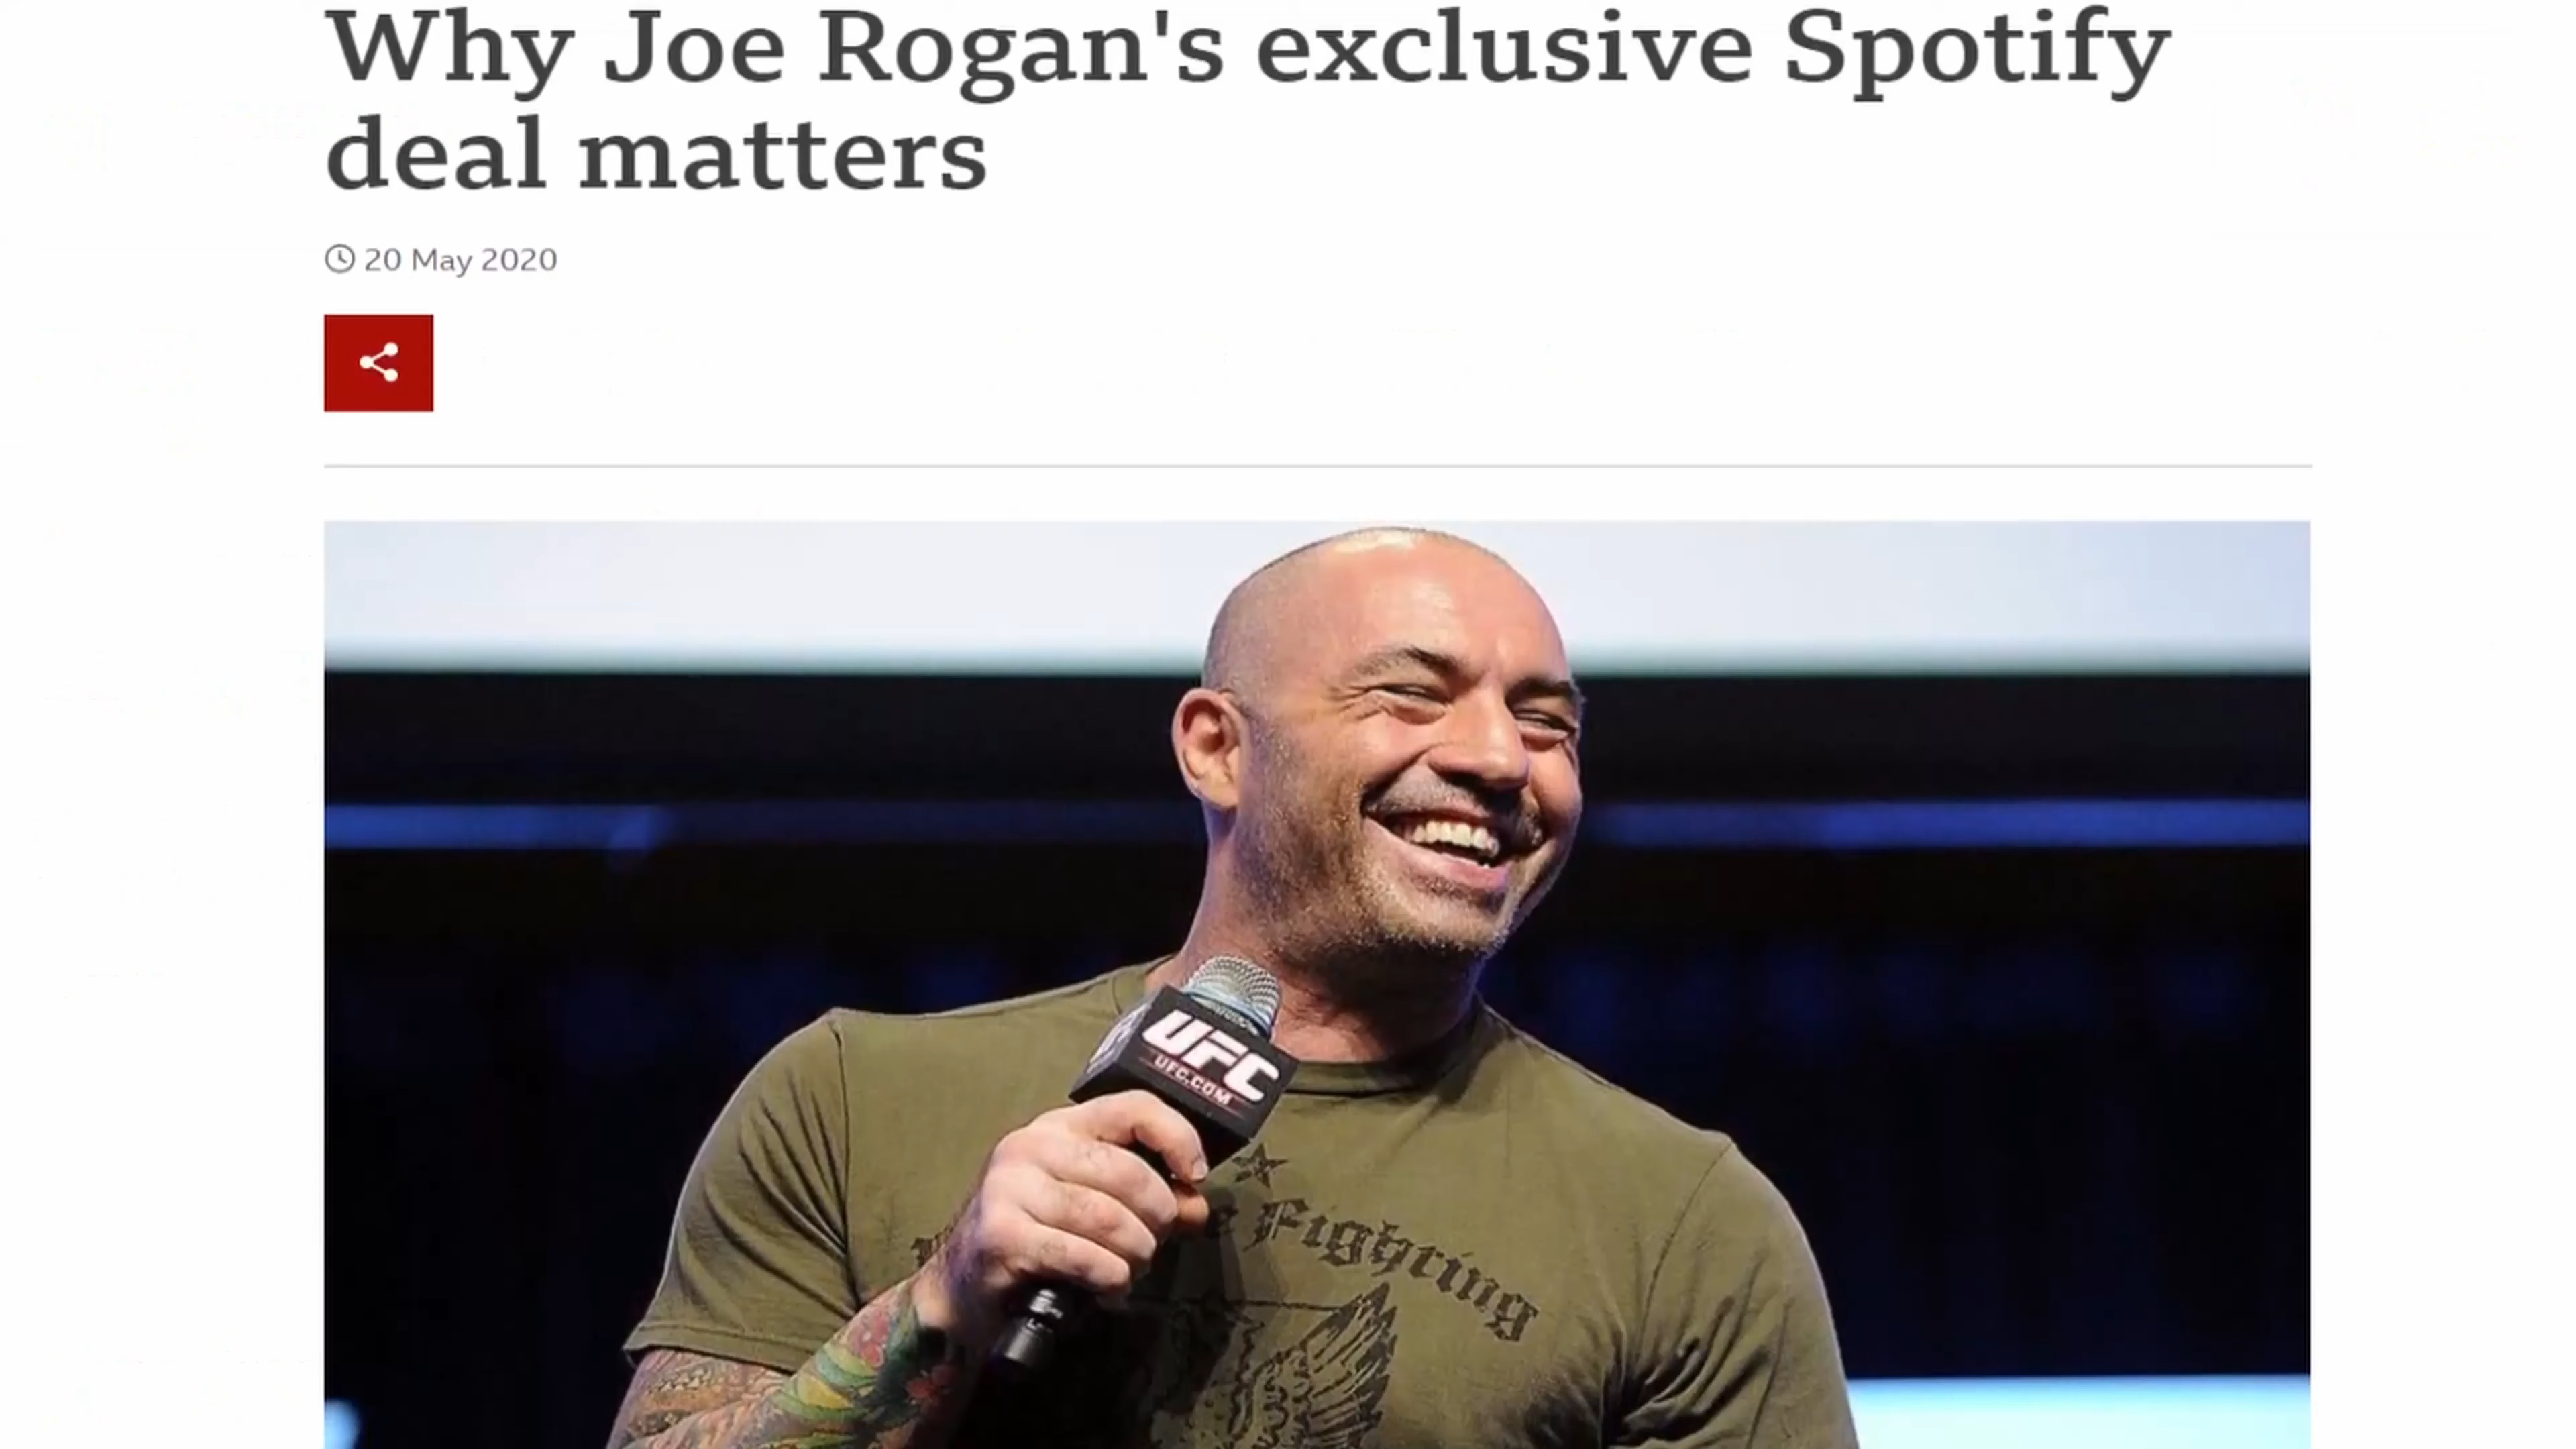 Why Joe Rogan's exclusive Spotify
deal matters
20 May 2020
UFC
UFC.COM
Fighting